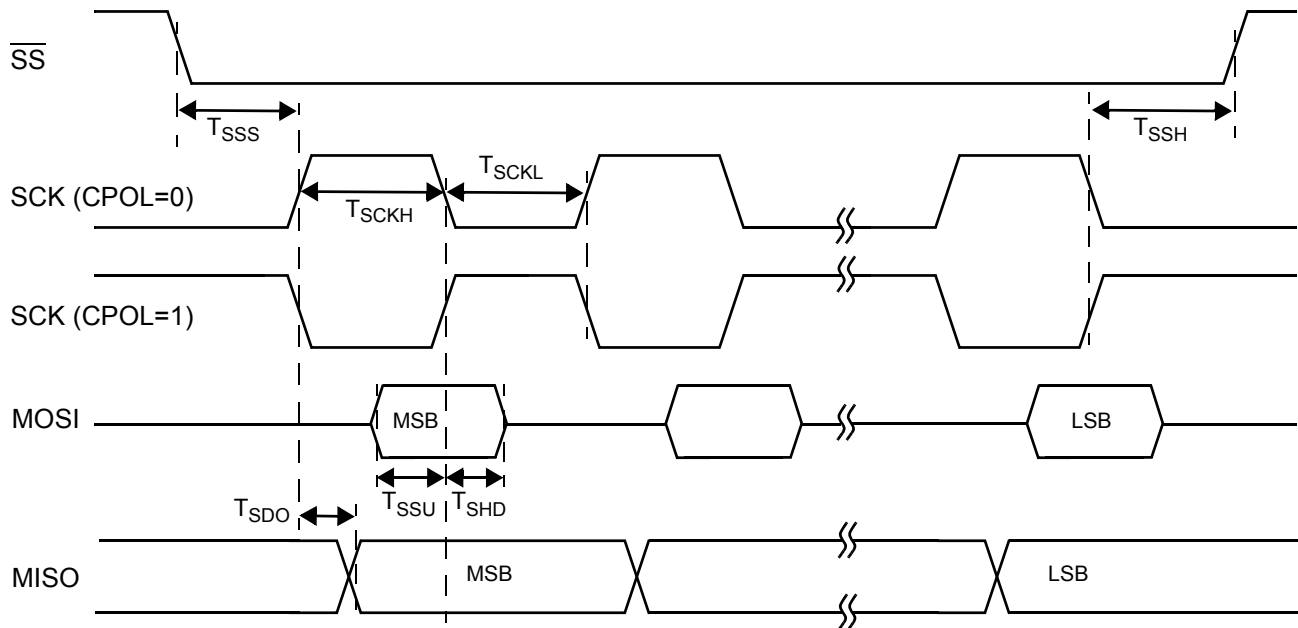 SS
TSSS
TSSH
SCK (CPOL=0)
TSCKH
TSCKL
SCK (CPOL=1)
MOSI
MSB
LSB
TSSU
TSHD
TSDO
MISO
MSB
LSB